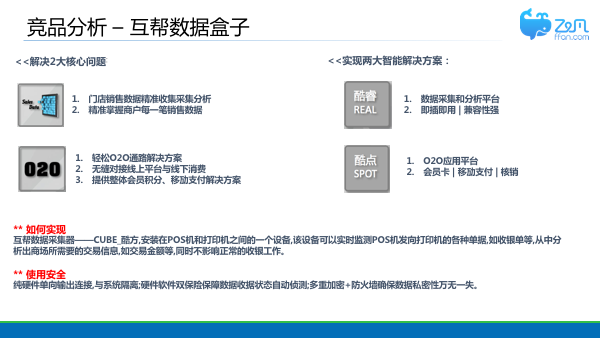 竞品分析 – 互帮数据盒子
ffan.com
<<解决2大核心问题
Sales
Data
1. 门店销售数据精准收集采集分析
2. 精准掌握商户每一笔销售数据
O2O
1. 轻松O2O通路解决方案
2. 无缝对接线上平台与线下消费
3. 提供整体会员积分、移动支付解决方案
<<实现两大智能解决方案：
酷睿
REAL
1. 数据采集和分析平台
2. 即插即用 | 兼容性强
酷点
SPOT
1. O2O应用平台
2. 会员卡 | 移动支付 | 核销
** 如何实现
互帮数据采集器——CUBE_酷方,安装在POS机和打印机之间的一个设备,该设备可以实时监测POS机发向打印机的各种单据,如收银单等,从中分
析出商场所需要的交易信息,如交易金额等,同时不影响正常的收银工作。
** 使用安全
纯硬件单向输出连接,与系统隔离;硬件软件双保险保障数据收据状态自动侦测;多重加密+防火墙确保数据私密性万无一失。